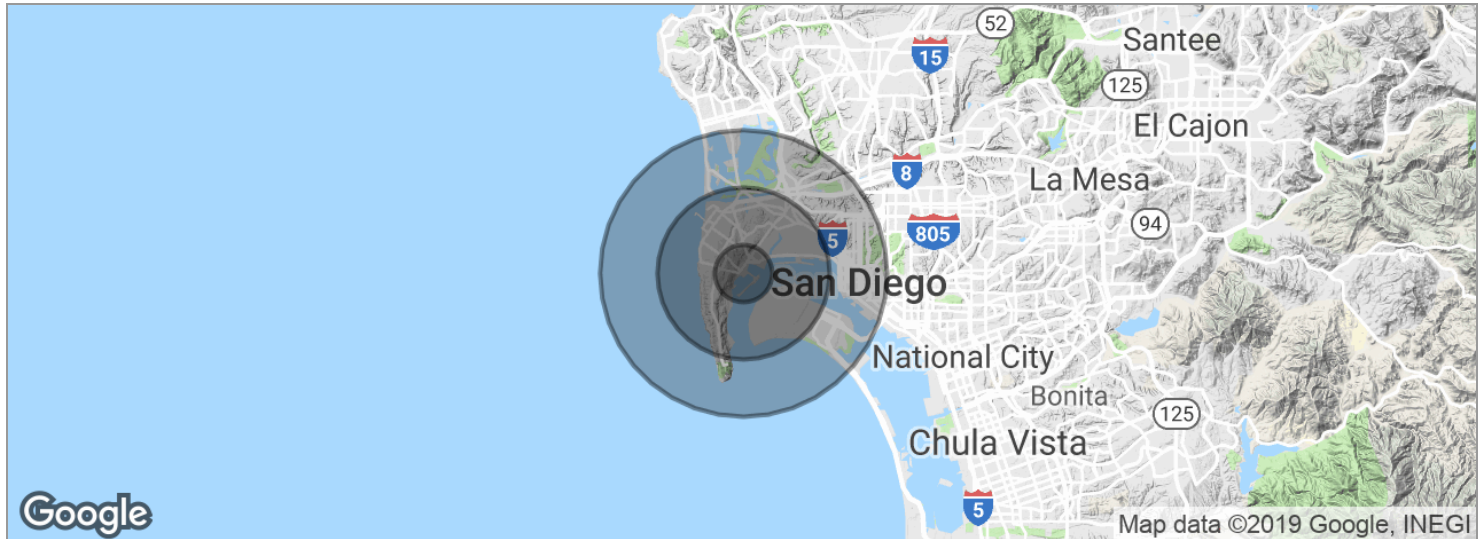 52
Santee
15
125
El Cajon
8
La Mesa
94
5
805
San Diego
National City
Bonita
125
Chula Vista
5
Google
Map data ©2019 Google, INEGI